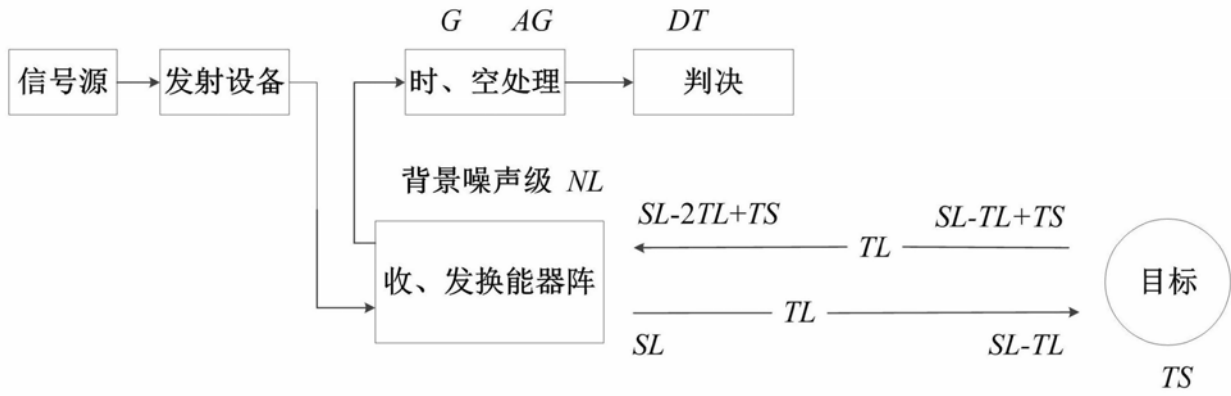 G AG DT
信号源 发射设备 时、空处理 判决
背景噪声级 NL
SL-2TL+TS SL-TL+TS
TL
收、发换能器阵 目标
TL
SL SL-TL
TS